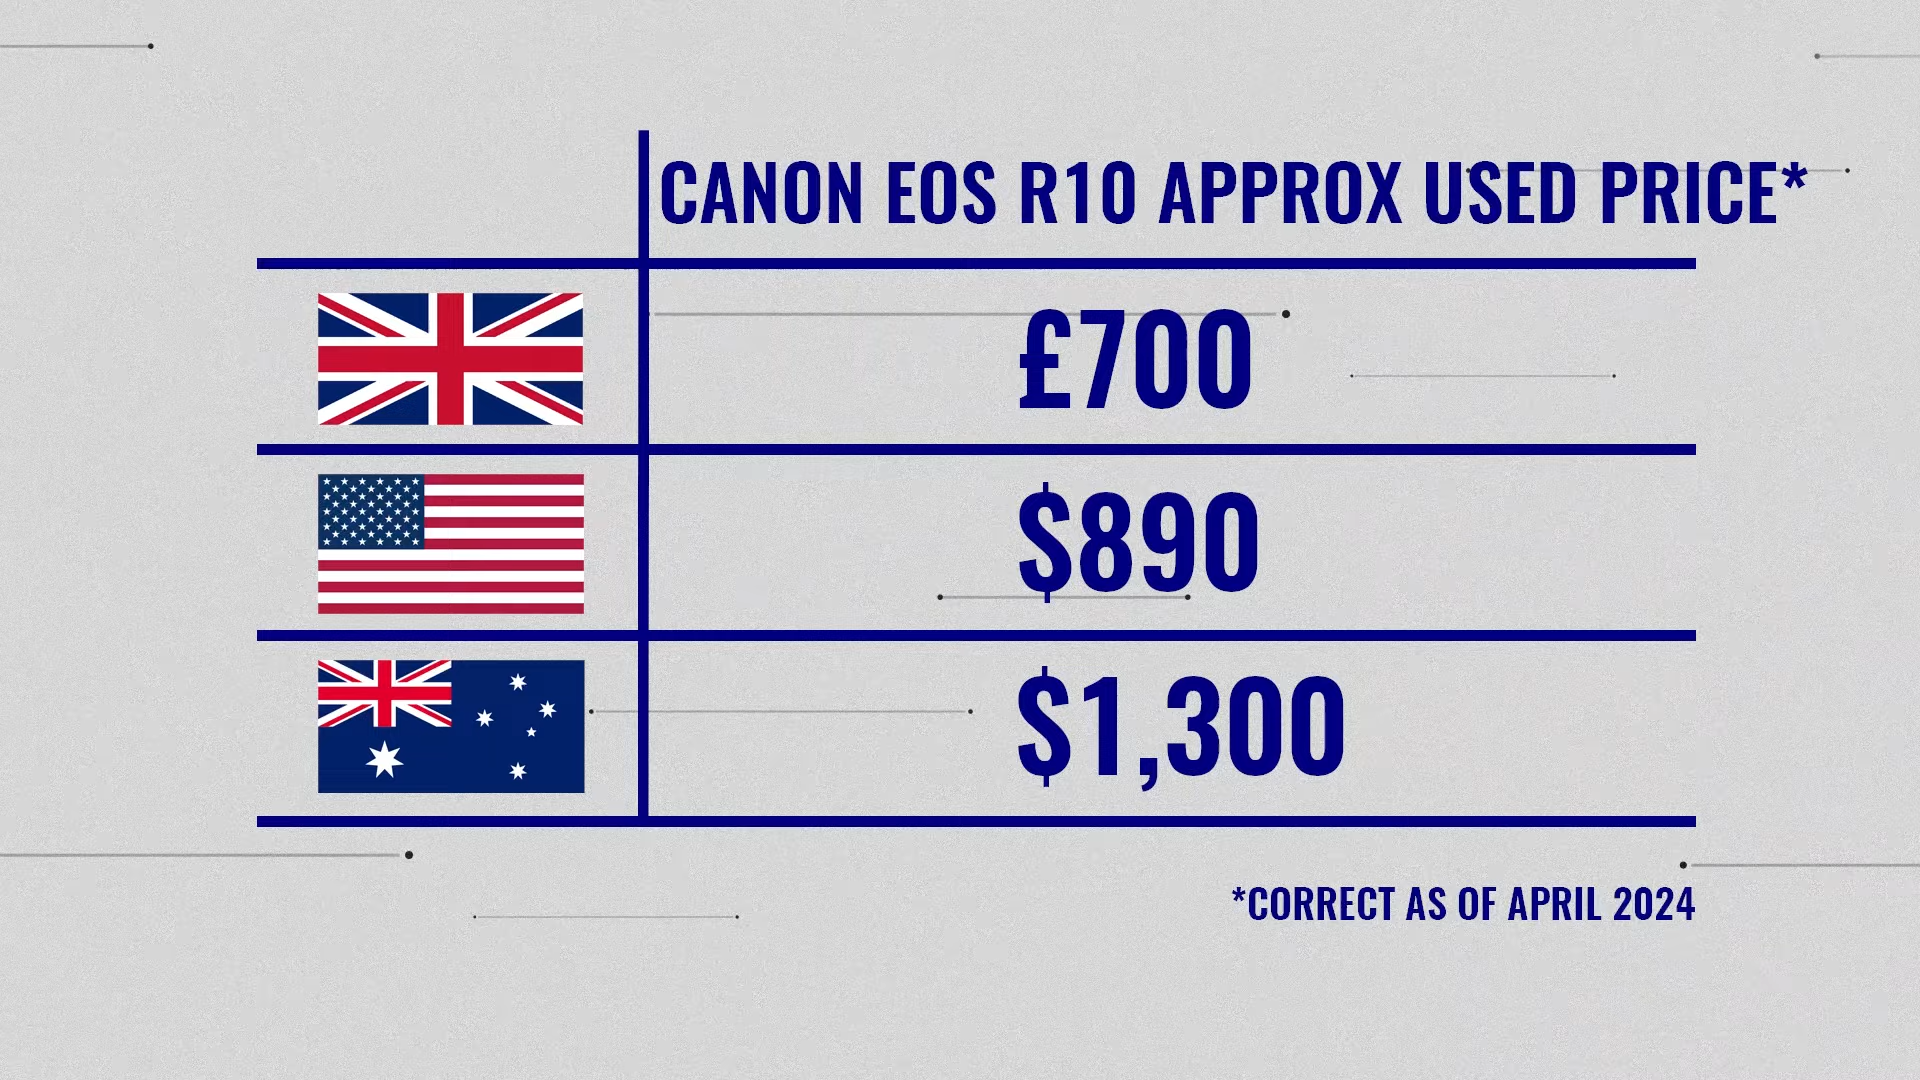 CANON EOS R10 APPROX USED PRICE*
£700
$890
$1,300
*CORRECT AS OF APRIL 2024